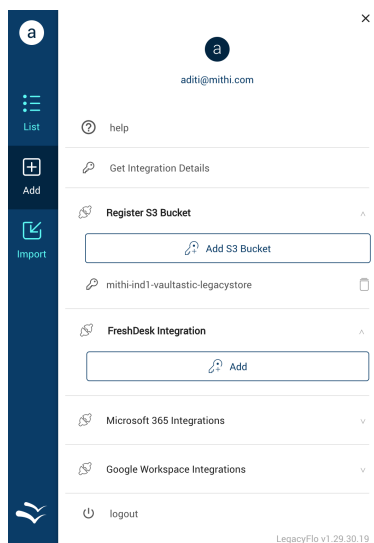 a
×
a
aditi@mithi.com
List
? help
Get Integration Details
Add
Register S3 Bucket
Add S3 Bucket
Import
mithi-ind1-vaultastic-legacystore
FreshDesk Integration
Add
Microsoft 365 Integrations
Google Workspace Integrations
logout
LegacyFlo v1.29.30.19